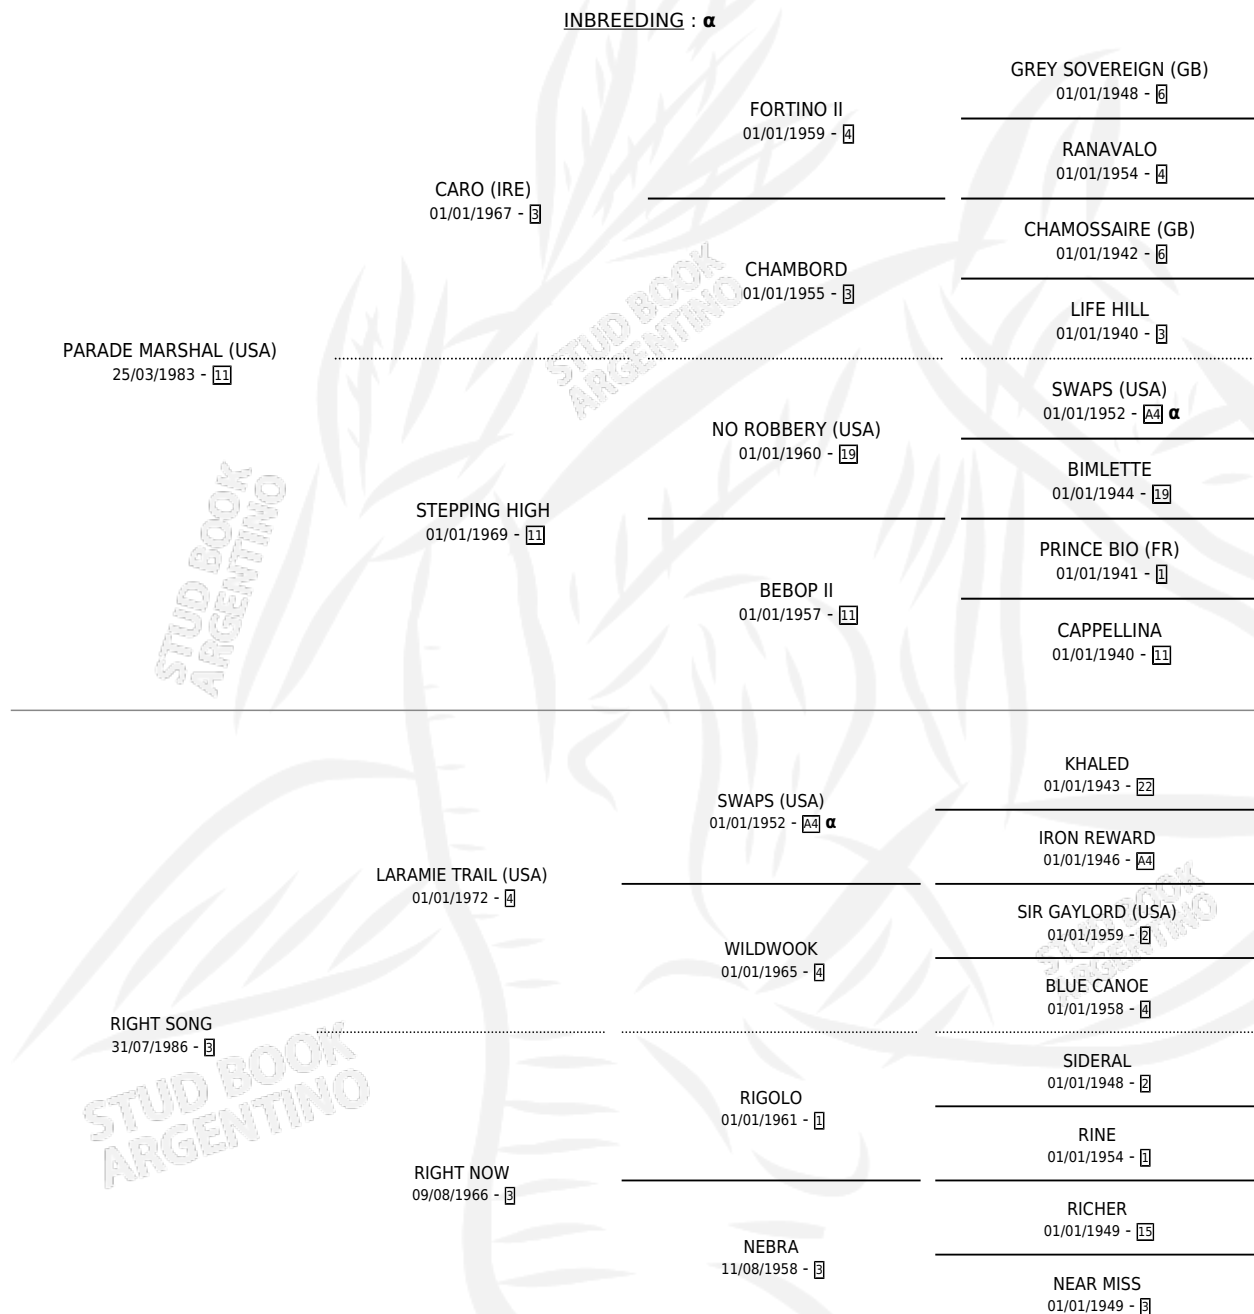 INBREEDING : α
GREY SOVEREIGN (GB)
01/01/1948 - 6
FORTINO II
01/01/1959 - 4
RANAVALO
01/01/1954 - 4
CARO (IRE)
01/01/1967 - 3
CHAMOSSAIRE (GB)
01/01/1942 - 6
CHAMBORD
01/01/1955 - 3
LIFE HILL
01/01/1940 - 3
PARADE MARSHAL (USA)
25/03/1983 - 11
SWAPS (USA)
01/01/1952 - A4 α
NO ROBBERY (USA)
01/01/1960 - 19
BIMLETTE
01/01/1944 - 19
STEPPING HIGH
01/01/1969 - 11
PRINCE BIO (FR)
01/01/1941 - 1
BEBOP II
01/01/1957 - 11
CAPPELLINA
01/01/1940 - 11
KHALED
01/01/1943 - 22
SWAPS (USA)
01/01/1952 - A4 α
IRON REWARD
01/01/1946 - A4
LARAMIE TRAIL (USA)
01/01/1972 - 4
SIR GAYLORD (USA)
01/01/1959 - 2
WILDWOOK
01/01/1965 - 4
BLUE CANOE
01/01/1958 - 4
RIGHT SONG
31/07/1986 - 3
SIDERAL
01/01/1948 - 2
RIGOLO
01/01/1961 - 1
RINE
01/01/1954 - 1
RIGHT NOW
09/08/1966 - 3
RICHER
01/01/1949 - 15
NEBRA
11/08/1958 - 3
NEAR MISS
01/01/1949 - 3
STUD BOOK
ARGENTINO
STUD BOOK
ARGENTINO
STUD BOOK
ARGENTINO
STUD BOOK
ARGENTINO